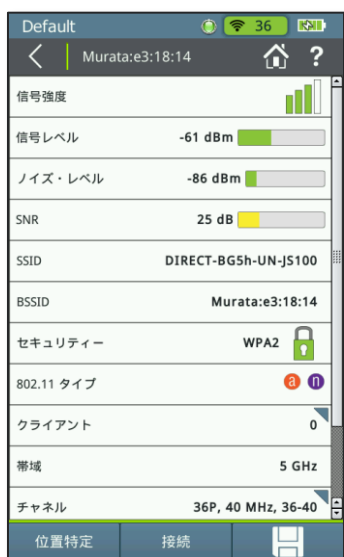 Default 36
Murata:e3:18:14 ?
信号強度
信号レベル -61 dBm
ノイズ・レベル -86 dBm
SNR 25 dB
SSID DIRECT-BG5h-UN-JS100
BSSID Murata:e3:18:14
セキュリティー WPA2
802.11 タイプ a n
クライアント 0
帯域 5 GHz
チャネル 36P, 40 MHz, 36-40
位置特定 接続